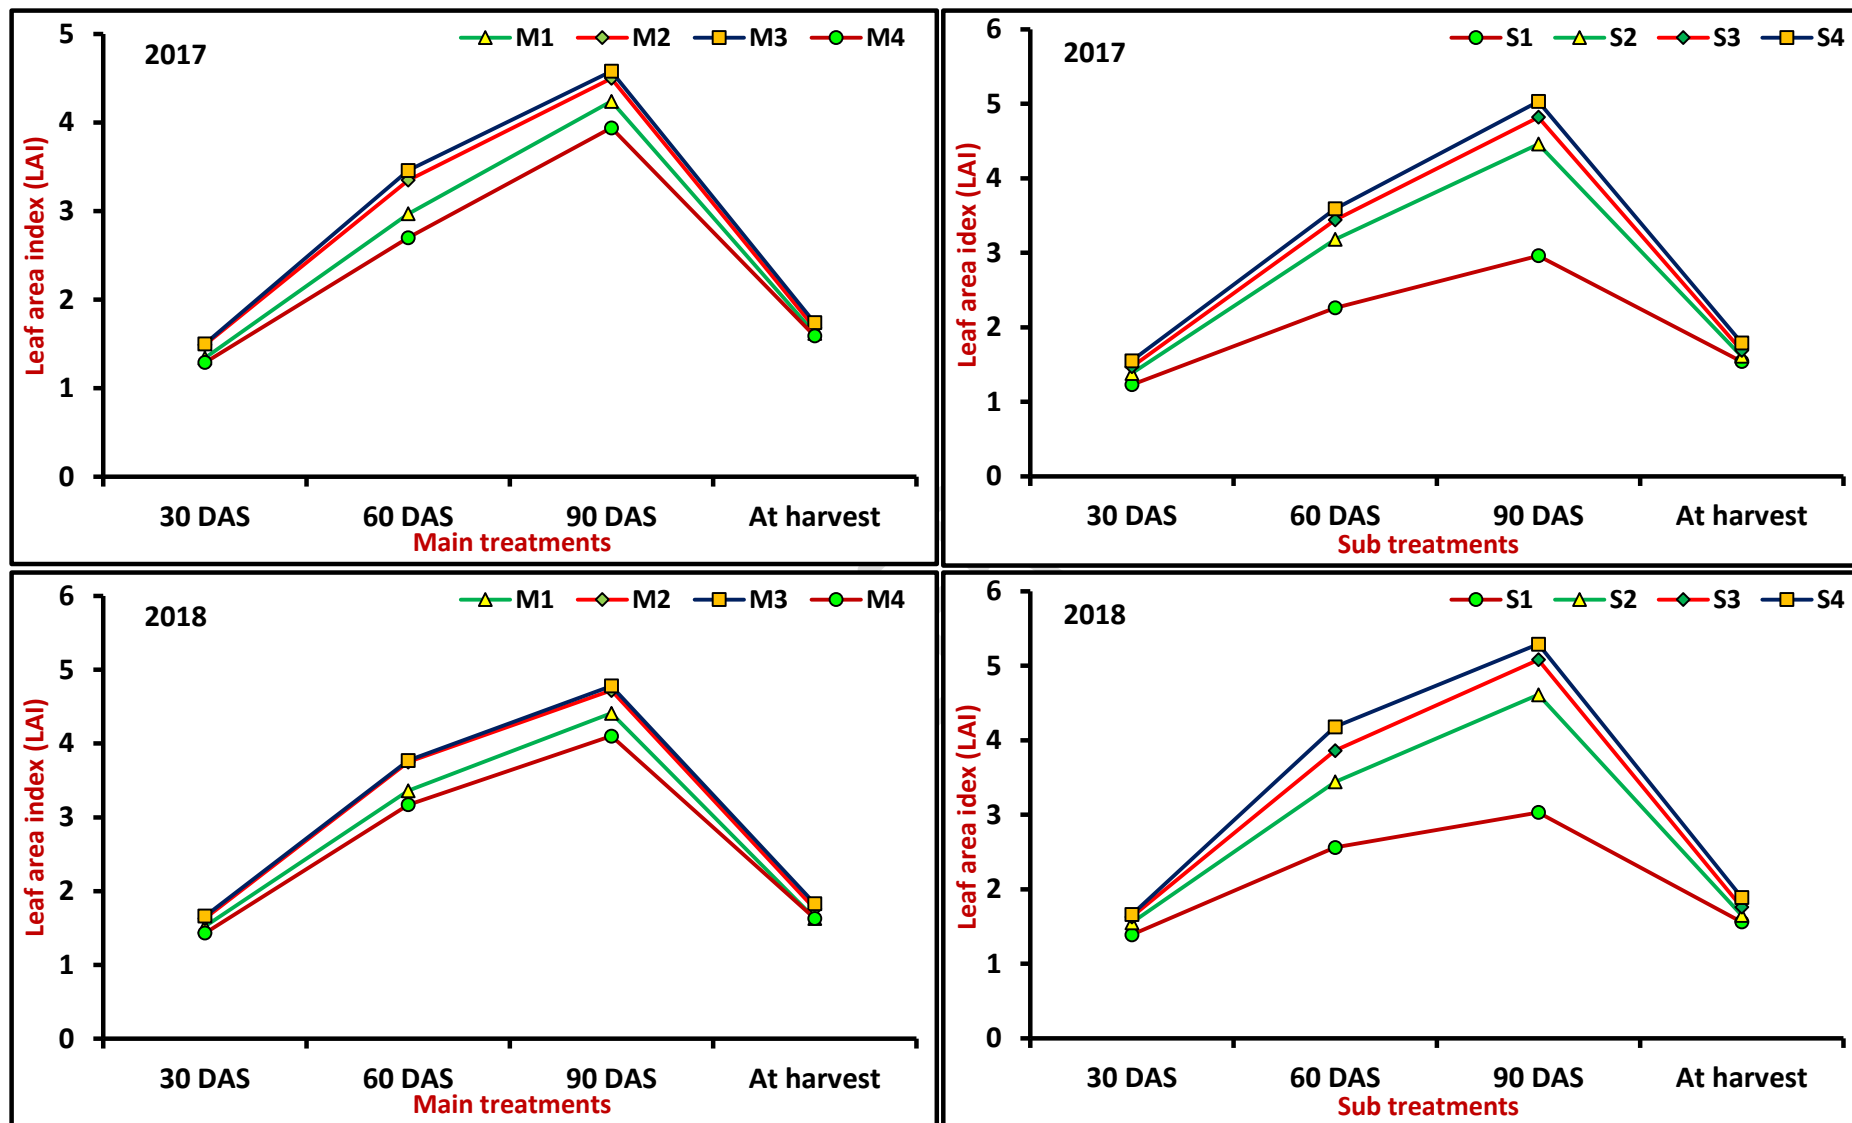 2017
M1 M2 M3 M4
Leaf area index (LAI)
5
4
3
2
1
0
30 DAS 60 DAS 90 DAS At harvest
Main treatments
2017
S1 S2 S3 S4
Leaf area idex (LAI)
6
5
4
3
2
1
0
30 DAS 60 DAS 90 DAS At harvest
Sub treatments
2018
M1 M2 M3 M4
Leaf area index (LAI)
6
5
4
3
2
1
0
30 DAS 60 DAS 90 DAS At harvest
Main treatments
2018
S1 S2 S3 S4
Leaf area idex (LAI)
6
5
4
3
2
1
0
30 DAS 60 DAS 90 DAS At harvest
Sub treatments